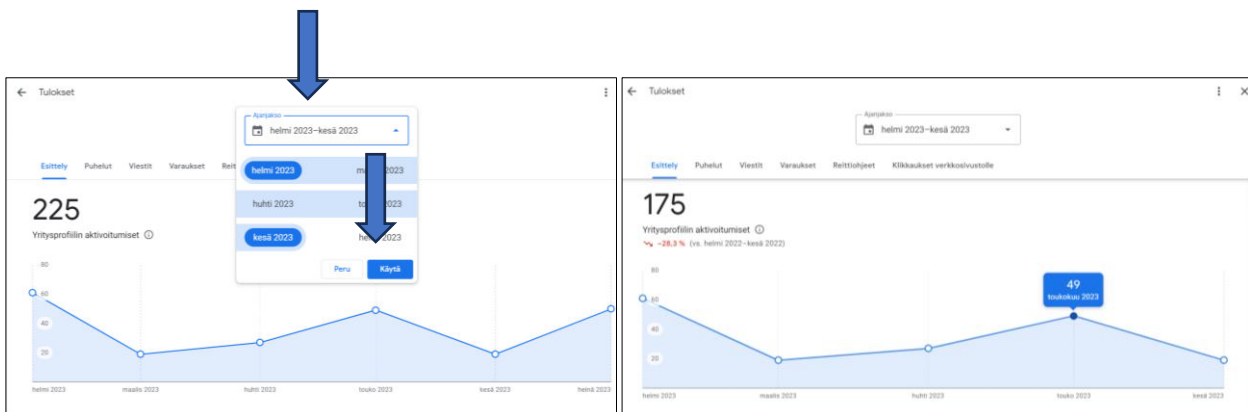 Tulokset
Ajanjakso
helmi 2023–kesä 2023
Esittely Puhelut Viestit Varaukset
helmi 2023
huhti 2023
kesä 2023
Peru Käytä
225
Yritysprofiilin aktivoitumiset
80
60
40
20
helmi 2023 maalis 2023 huhti 2023 touko 2023 kesä 2023 heinä 2023
Tulokset
Ajanjakso
helmi 2023–kesä 2023
Esittely Puhelut Viestit Varaukset Reittiohjeet Klikkaukset verkkosivustolle
175
Yritysprofiilin aktivoitumiset
−28,3 % (vs. helmi 2022–kesä 2022)
80
60
40
20
49
toukokuu 2023
helmi 2023 maalis 2023 huhti 2023 touko 2023 kesä 2023